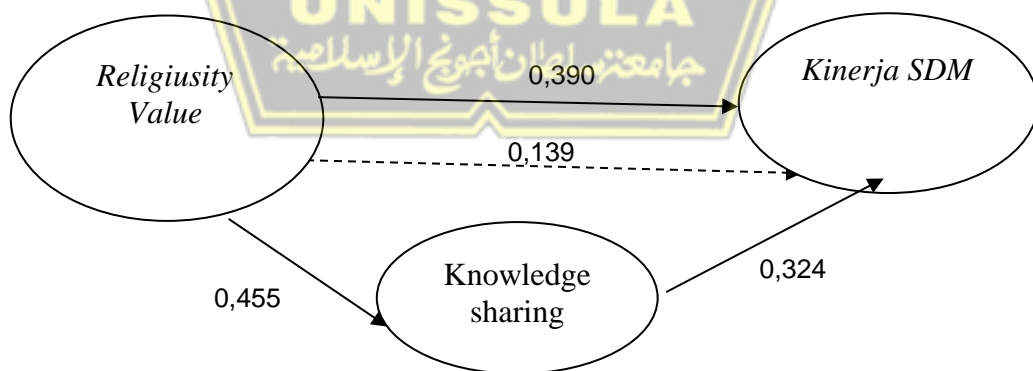 UNISSULA
جامعة سلطان أجونج الإسلامية
Religiusity
Value
0,390
Kinerja SDM
0,139
Knowledge
sharing
0,455
0,324